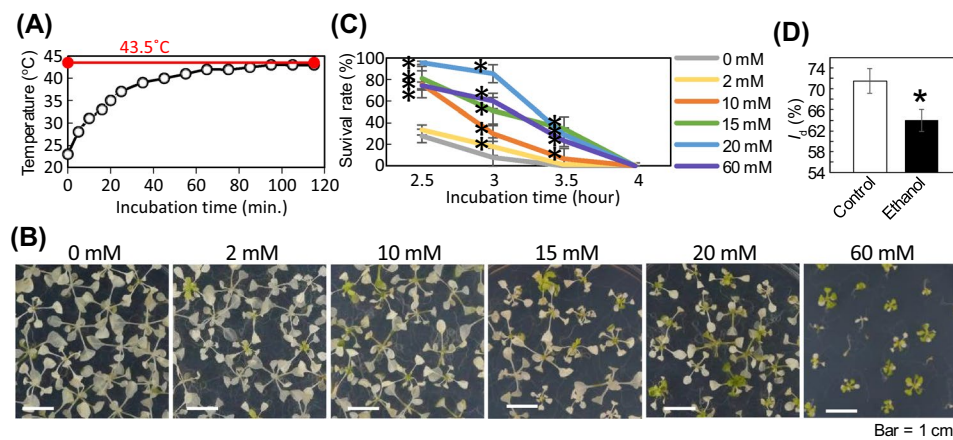 (A)
43.5°C
Temperature (°C)
45
40
35
30
25
20
0 20 40 60 80 100 120
Incubation time (min.)
(C)
Suvival rate (%)
100
80
60
40
20
0
2.5 3 3.5 4
Incubation time (hour)
* * * * * * * * * * * * *
0 mM
2 mM
10 mM
15 mM
20 mM
60 mM
(D)
Id (%)
74
70
66
62
58
54
*
Control
Ethanol
(B)
0 mM 2 mM 10 mM 15 mM 20 mM 60 mM
Bar = 1 cm